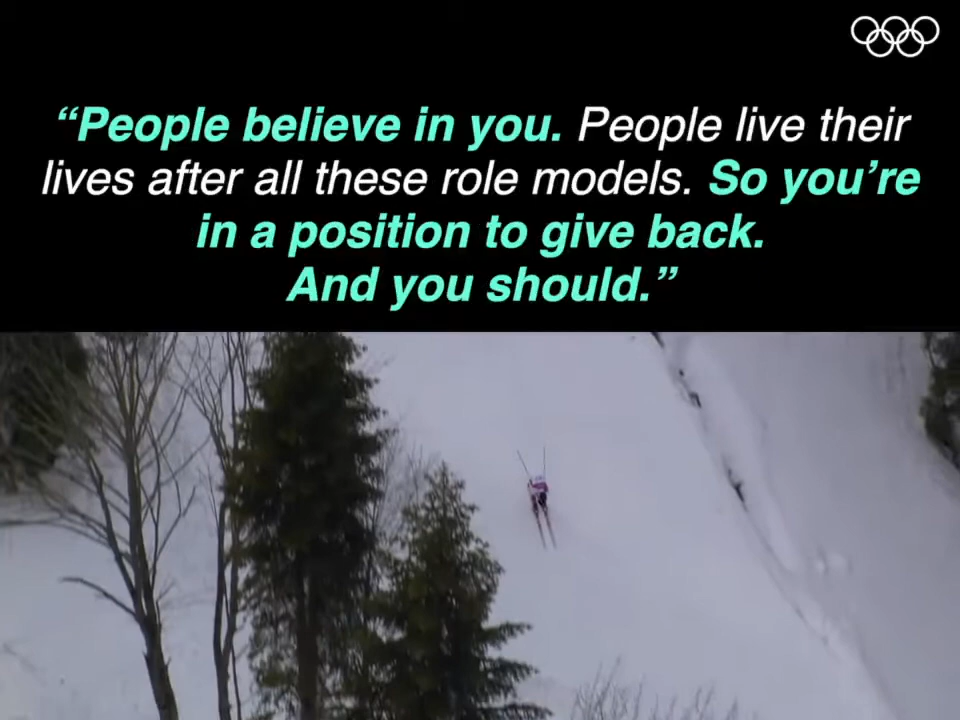 “People believe in you. People live their
lives after all these role models. So you’re
in a position to give back.
And you should.”